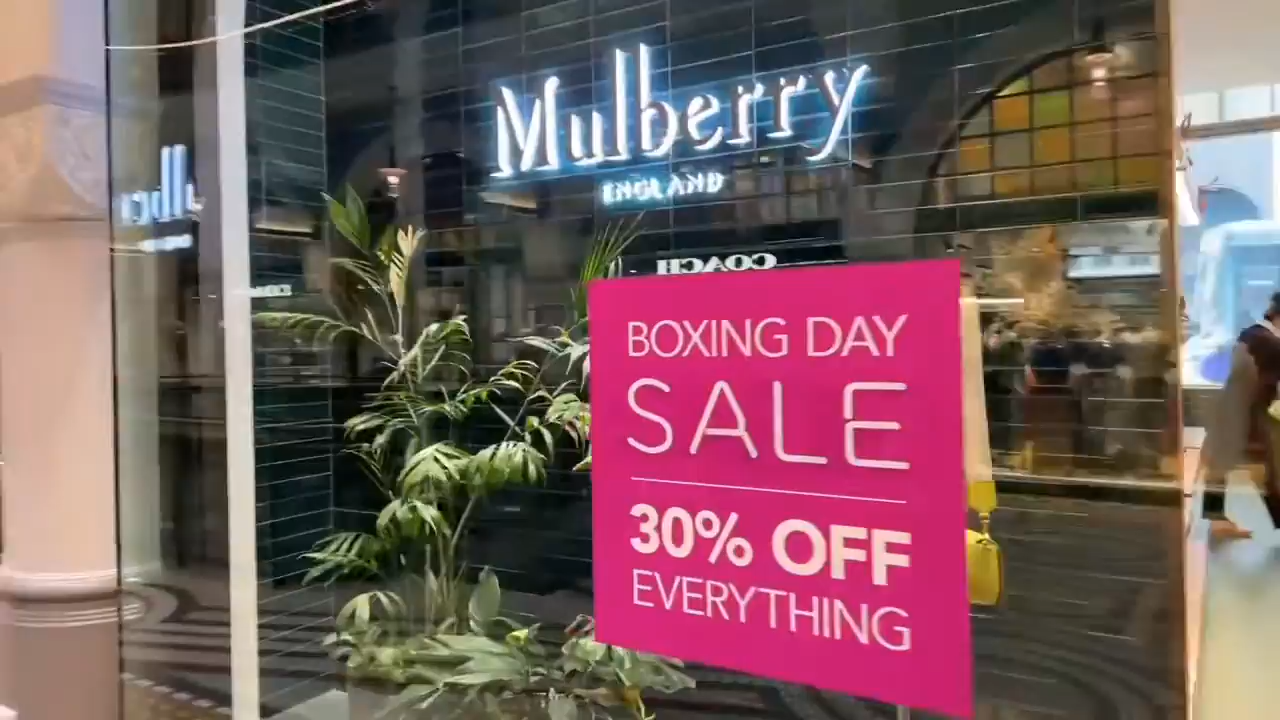 Mulberry
ENGLAND
COACH
BOXING DAY
SALE
30% OFF
EVERYTHING